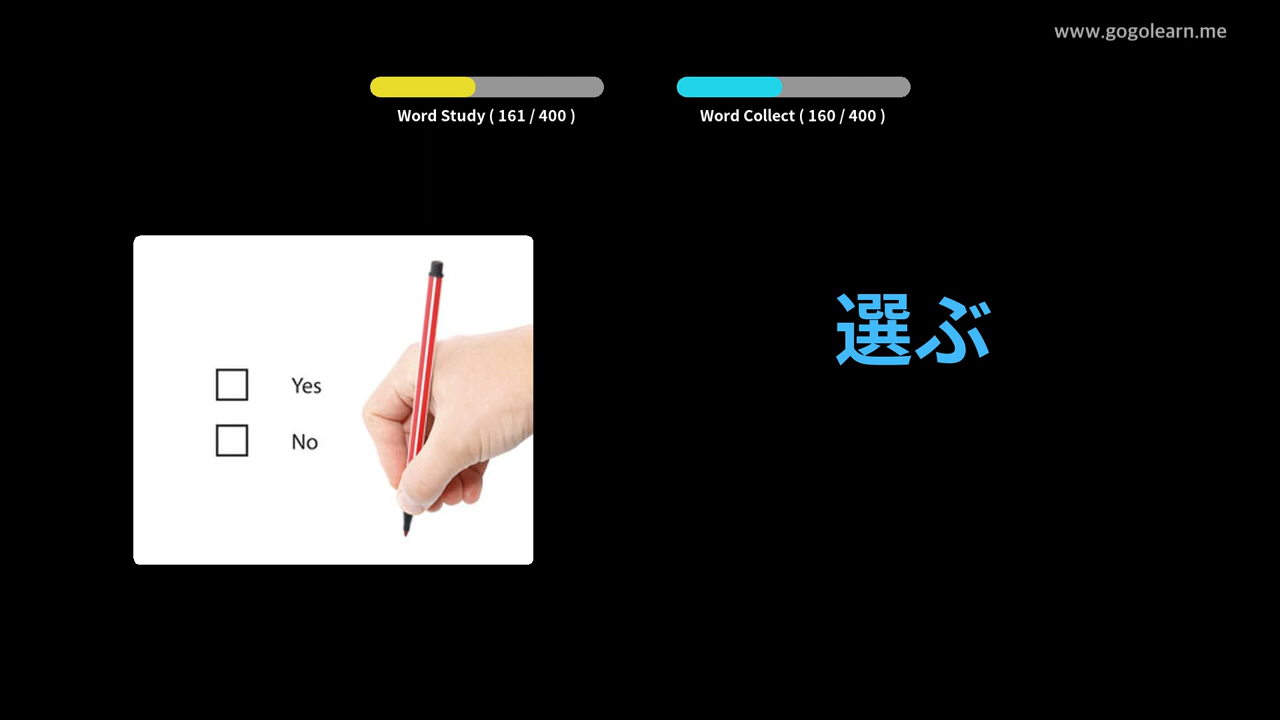 www.gogolearn.me
Word Study ( 161 / 400 )
Word Collect ( 160 / 400 )
選ぶ
Yes
No